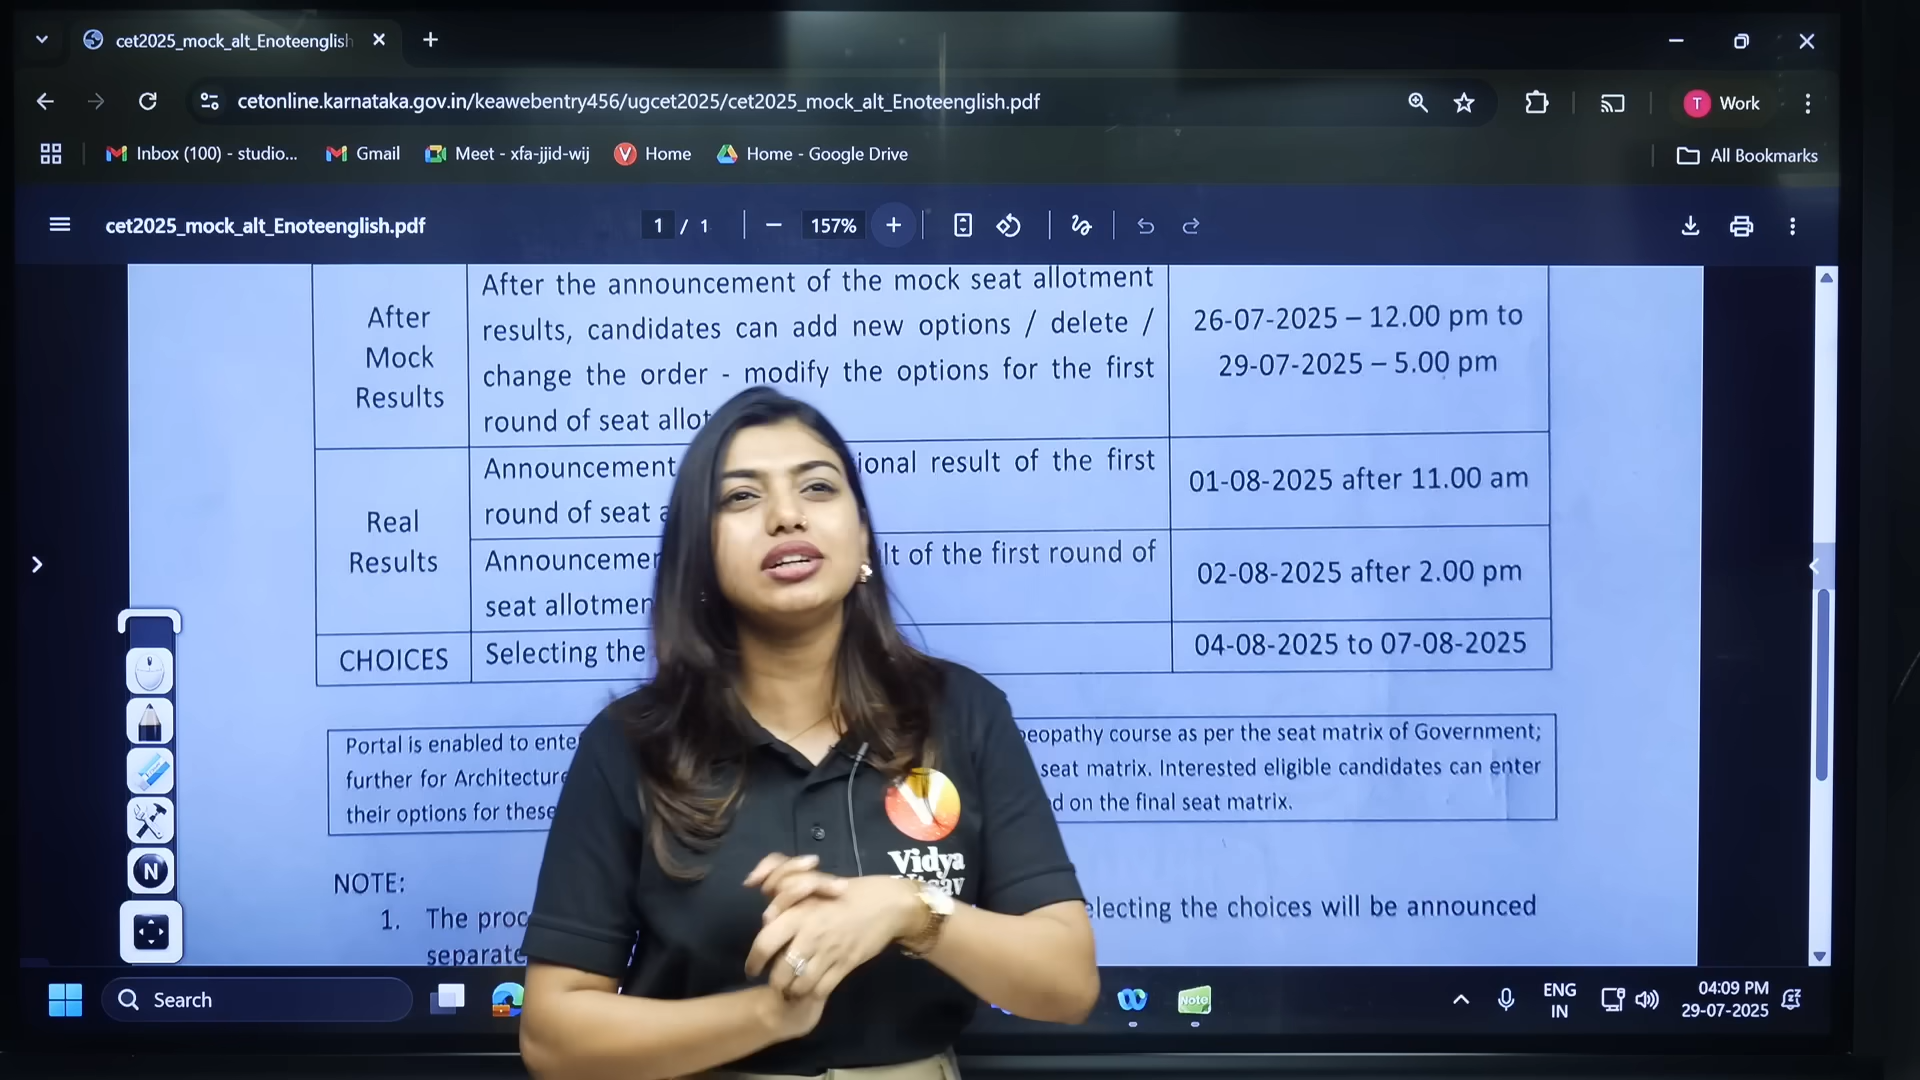 cet2025_mock_alt_Enoteenglish
cetonline.karnataka.gov.in/keawebentry456/ugcet2025/cet2025_mock_alt_Enoteenglish.pdf
T Work
Inbox (100) - studio...
Gmail
Meet - xfa-jjid-wij
Home
Home - Google Drive
All Bookmarks
cet2025_mock_alt_Enoteenglish.pdf
1 / 1
157%
After
Mock
Results
After the announcement of the mock seat allotment
results, candidates can add new options / delete /
change the order - modify the options for the first
round of seat allot
26-07-2025 – 12.00 pm to
29-07-2025 – 5.00 pm
Real
Results
Announcement ional result of the first
round of seat a
01-08-2025 after 11.00 am
Announcemen lt of the first round of
seat allotmen
02-08-2025 after 2.00 pm
CHOICES
Selecting the
04-08-2025 to 07-08-2025
Portal is enabled to ente eopathy course as per the seat matrix of Government;
further for Architecture seat matrix. Interested eligible candidates can enter
their options for these d on the final seat matrix.
NOTE:
1. The proc electing the choices will be announced
separate
N
V
Vidya
Search
Note
ENG
IN
04:09 PM
29-07-2025